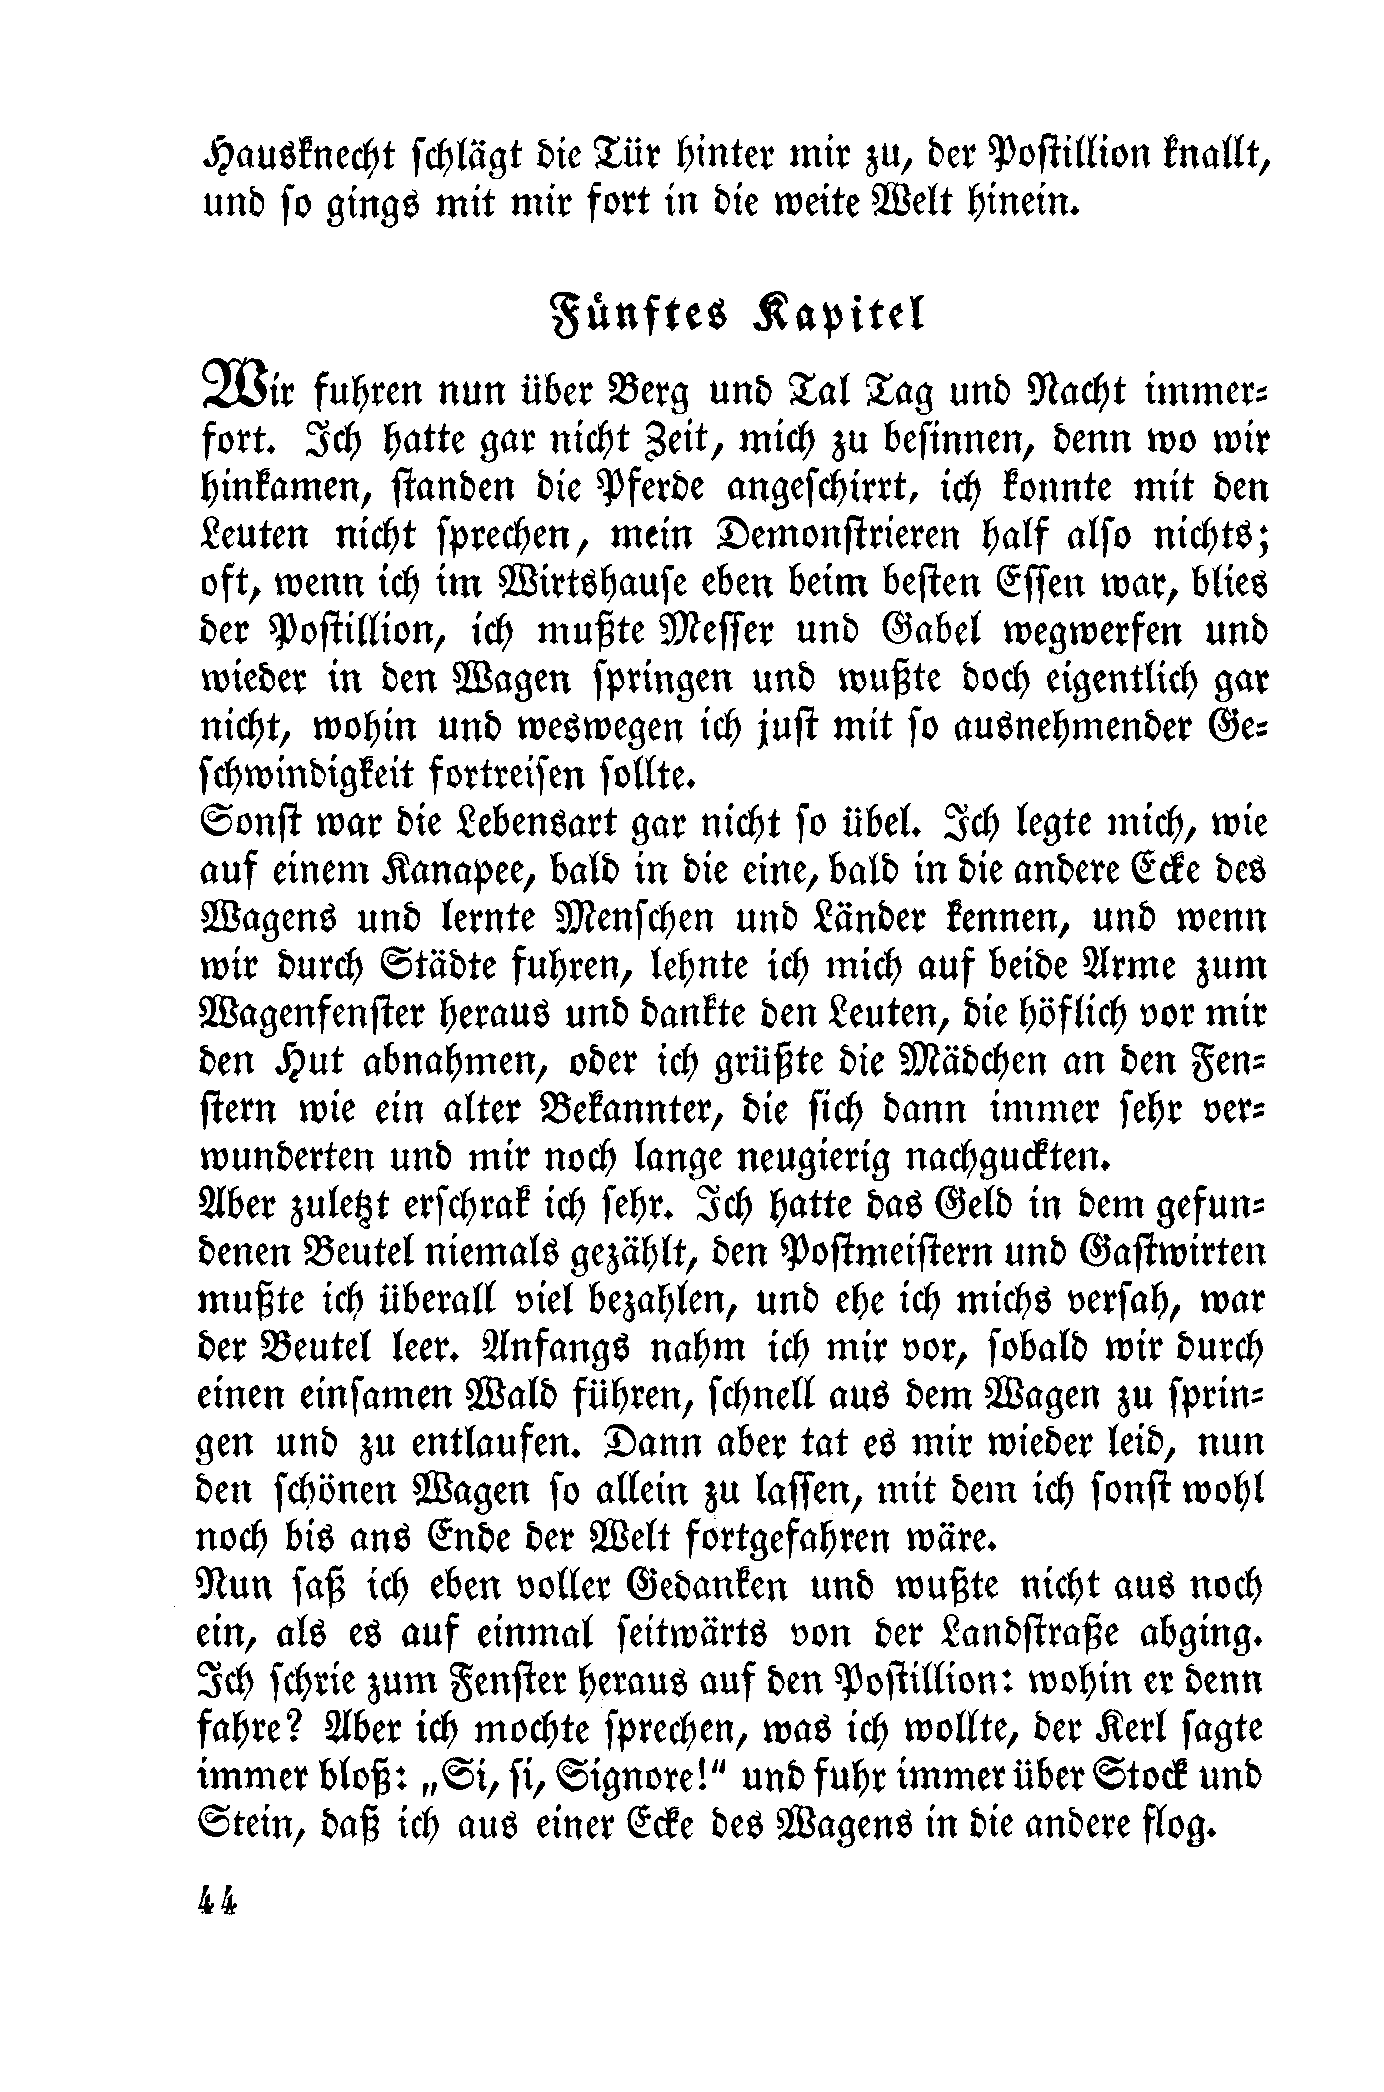 Hausknecht schlägt die Tür hinter mir zu, der Postillion knallt,
und so gings mit mir fort in die weite Welt hinein.
Fünftes Kapitel
Wir fuhren nun über Berg und Tal Tag und Nacht immer=
fort. Ich hatte gar nicht Zeit, mich zu besinnen, denn wo wir
hinkamen, standen die Pferde angeschirrt, ich konnte mit den
Leuten nicht sprechen, mein Demonstrieren half also nichts;
oft, wenn ich im Wirtshause eben beim besten Essen war, blies
der Postillion, ich mußte Messer und Gabel wegwerfen und
wieder in den Wagen springen und wußte doch eigentlich gar
nicht, wohin und weswegen ich just mit so ausnehmender Ge=
schwindigkeit fortreisen sollte.
Sonst war die Lebensart gar nicht so übel. Ich legte mich, wie
auf einem Kanapee, bald in die eine, bald in die andere Ecke des
Wagens und lernte Menschen und Länder kennen, und wenn
wir durch Städte fuhren, lehnte ich mich auf beide Arme zum
Wagenfenster heraus und dankte den Leuten, die höflich vor mir
den Hut abnahmen, oder ich grüßte die Mädchen an den Fen=
stern wie ein alter Bekannter, die sich dann immer sehr ver=
wunderten und mir noch lange neugierig nachguckten.
Aber zuletzt erschrak ich sehr. Ich hatte das Geld in dem gefun=
denen Beutel niemals gezählt, den Postmeistern und Gastwirten
mußte ich überall viel bezahlen, und ehe ich michs versah, war
der Beutel leer. Anfangs nahm ich mir vor, sobald wir durch
einen einsamen Wald führen, schnell aus dem Wagen zu sprin=
gen und zu entlaufen. Dann aber tat es mir wieder leid, nun
den schönen Wagen so allein zu lassen, mit dem ich sonst wohl
noch bis ans Ende der Welt fortgefahren wäre.
Nun saß ich eben voller Gedanken und wußte nicht aus noch
ein, als es auf einmal seitwärts von der Landstraße abging.
Ich schrie zum Fenster heraus auf den Postillion: wohin er denn
fahre? Aber ich mochte sprechen, was ich wollte, der Kerl sagte
immer bloß: „Si, si, Signore!“ und fuhr immer über Stock und
Stein, daß ich aus einer Ecke des Wagens in die andere flog.
44